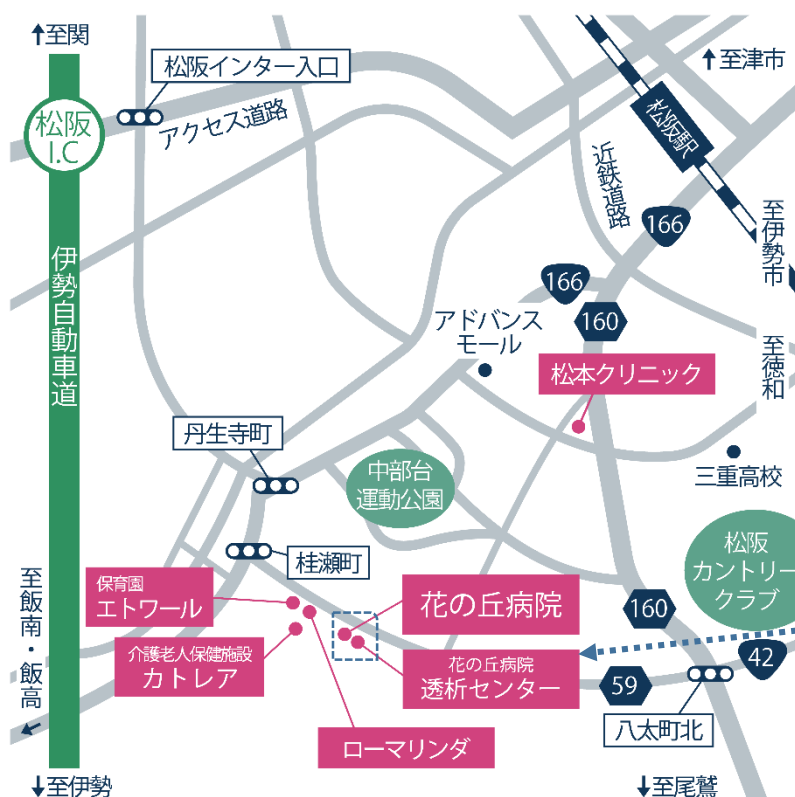 ↑至関
松阪インター入口
↑至津市
松阪
I.C
アクセス道路
松阪駅
近鉄道路
166
至伊勢市
伊勢自動車道
166
160
アドバンス
モール
至徳和
松本クリニック
丹生寺町
中部台
運動公園
三重高校
松阪
カントリー
クラブ
桂瀬町
至飯南・飯高
保育園
エトワール
花の丘病院
160
介護老人保健施設
カトレア
花の丘病院
透析センター
42
59
八太町北
ローマリンダ
↓至伊勢
↓至尾鷲